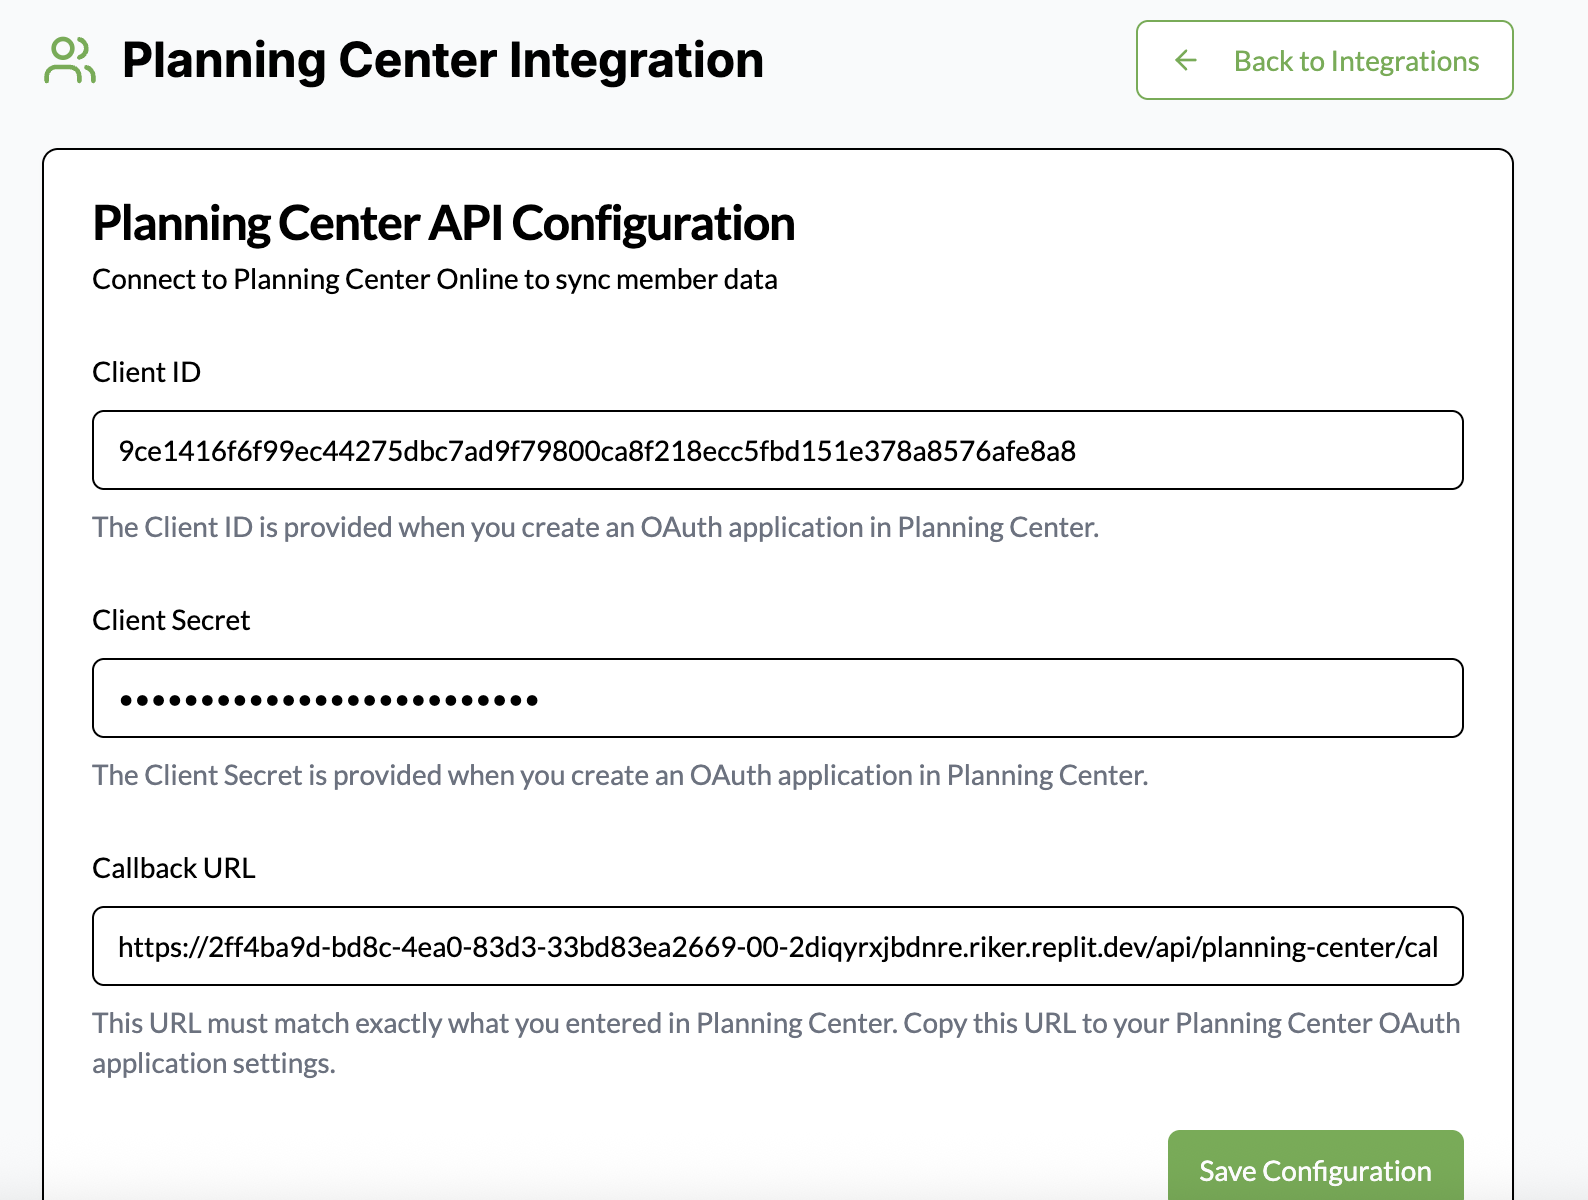 Planning Center Integration
Back to Integrations
Planning Center API Configuration
Connect to Planning Center Online to sync member data
Client ID
9ce1416f6f99ec44275dbc7ad9f79800ca8f218ecc5fbd151e378a8576afe8a8
The Client ID is provided when you create an OAuth application in Planning Center.
Client Secret
••••••••••••••••••••••••••
The Client Secret is provided when you create an OAuth application in Planning Center.
Callback URL
https://2ff4ba9d-bd8c-4ea0-83d3-33bd83ea2669-00-2diqyrxjbdnre.riker.replit.dev/api/planning-center/cal
This URL must match exactly what you entered in Planning Center. Copy this URL to your Planning Center OAuth
application settings.
Save Configuration